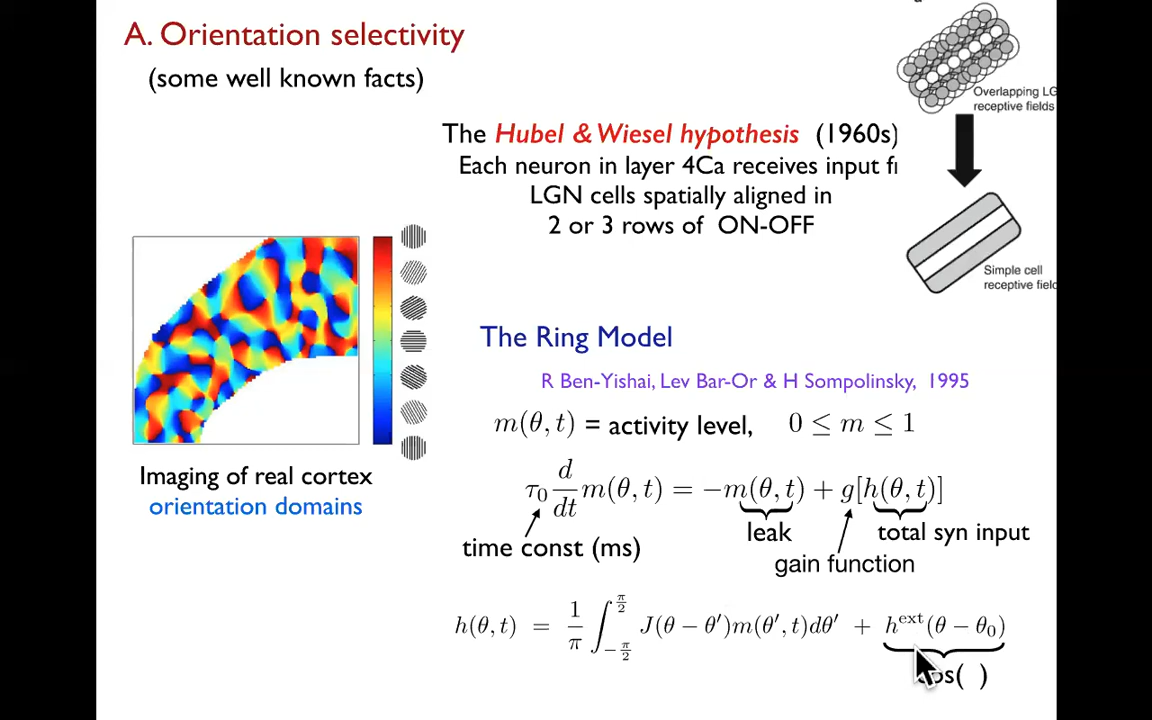 A. Orientation selectivity
(some well known facts)
Overlapping LG
receptive fields
The Hubel & Wiesel hypothesis (1960s)
Each neuron in layer 4Ca receives input
LGN cells spatially aligned in
2 or 3 rows of ON-OFF
Simple cell
receptive field
The Ring Model
R Ben-Yishai, Lev Bar-Or & H Sompolinsky, 1995
m(θ, t) = activity level, 0 ≤ m ≤ 1
τ₀ d/dt m(θ, t) = −m(θ, t) + g[h(θ, t)]
leak
total syn input
time const (ms)
gain function
Imaging of real cortex
orientation domains
h(θ, t) = 1/π ∫_{−π/2}^{π/2} J(θ − θ′)m(θ′, t)dθ′ + h^ext(θ − θ₀)